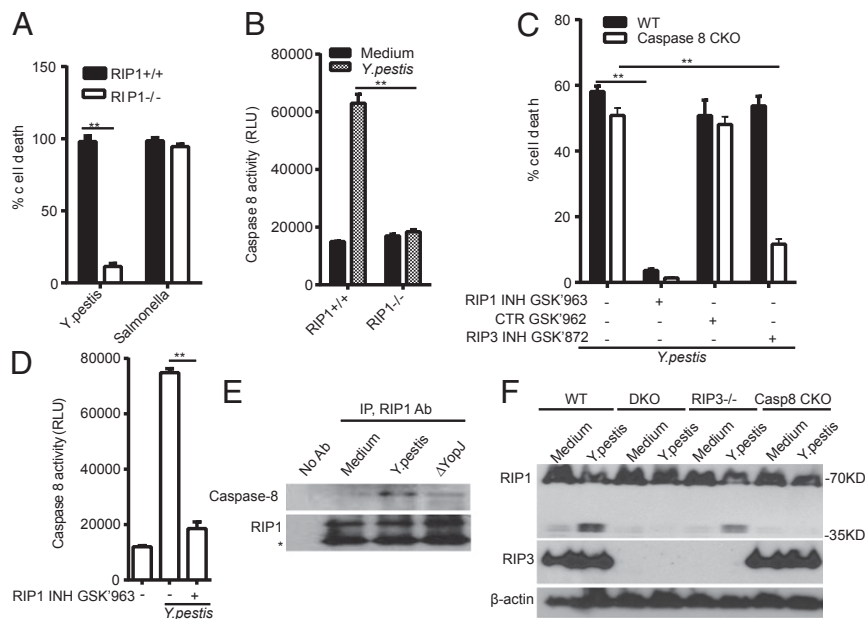 A
RIP1+/+
RIP1-/-
150
100
50
0
**
% cell death
Y.pestis
Salmonella
B
Medium
Y.pestis
80000
60000
40000
20000
0
**
Caspase 8 activity (RLU)
RIP1+/+
RIP1-/-
C
WT
Caspase 8 CKO
80
60
40
20
0
**
**
% cell death
RIP1 INH GSK'963 - + - -
CTR GSK'962 - - + -
RIP3 INH GSK'872 - - - +
Y.pestis
D
80000
60000
40000
20000
0
**
Caspase 8 activity (RLU)
RIP1 INH GSK'963 - - +
Y.pestis
E
IP, RIP1 Ab
No Ab Medium Y.pestis ΔYopJ
Caspase-8
RIP1
*
F
WT DKO RIP3-/- Casp8 CKO
Medium Y.pestis Medium Y.pestis Medium Y.pestis Medium Y.pestis
RIP1
-70KD
-35KD
RIP3
β-actin